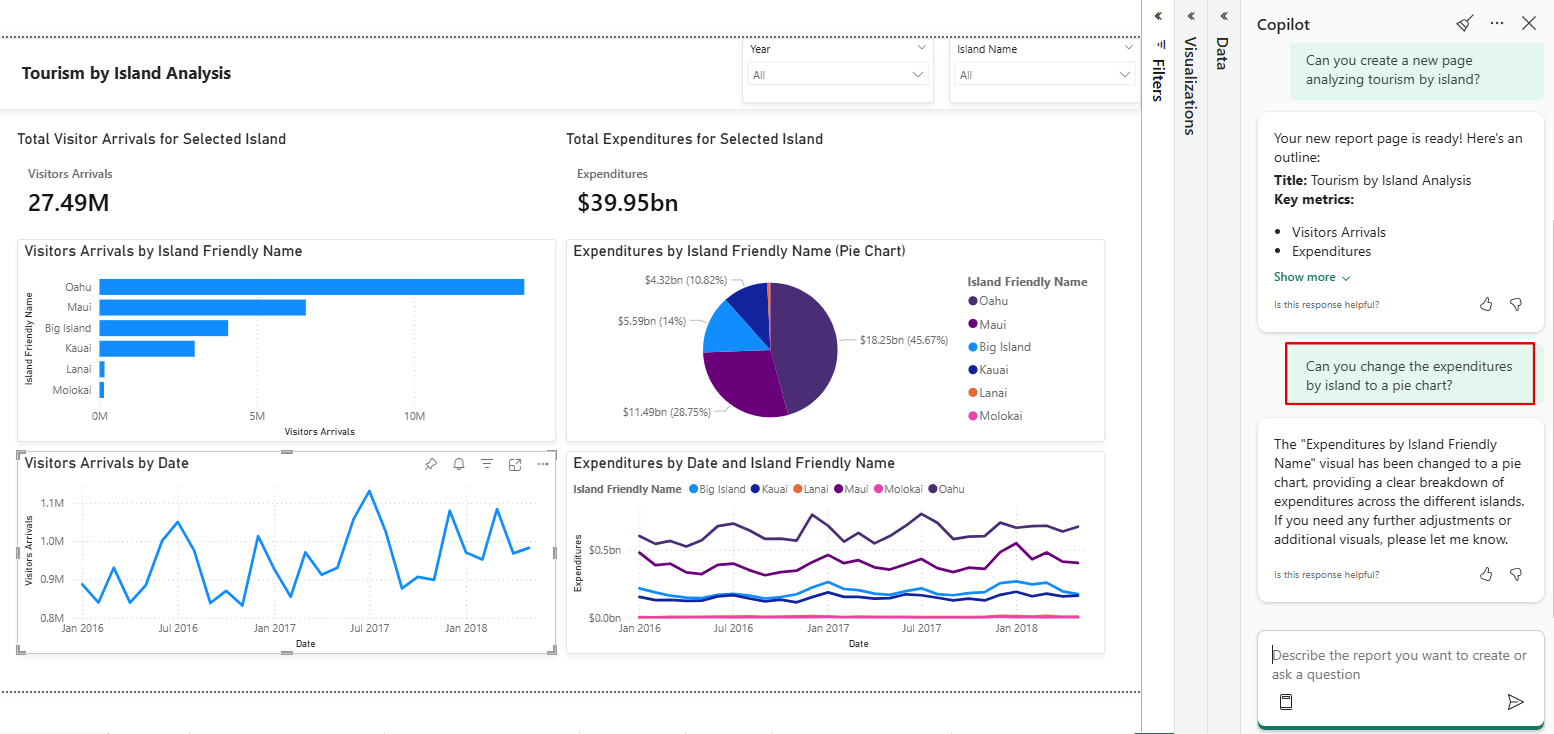 Tourism by Island Analysis
Year
All
Island Name
All
Total Visitor Arrivals for Selected Island
Visitors Arrivals
27.49M
Total Expenditures for Selected Island
Expenditures
$39.95bn
Visitors Arrivals by Island Friendly Name
Island Friendly Name
Oahu
Maui
Big Island
Kauai
Lanai
Molokai
0M
5M
10M
Visitors Arrivals
Expenditures by Island Friendly Name (Pie Chart)
$4.32bn (10.82%)
$5.59bn (14%)
$11.49bn (28.75%)
$18.25bn (45.67%)
Island Friendly Name
Oahu
Maui
Big Island
Kauai
Lanai
Molokai
Visitors Arrivals by Date
Visitors Arrivals
1.1M
1.0M
0.9M
0.8M
Jan 2016
Jul 2016
Jan 2017
Jul 2017
Jan 2018
Date
Expenditures by Date and Island Friendly Name
Island Friendly Name Big Island Kauai Lanai Maui Molokai Oahu
Expenditures
$0.5bn
$0.0bn
Jan 2016
Jul 2016
Jan 2017
Jul 2017
Jan 2018
Date
Filters
Visualizations
Data
Copilot
Can you create a new page
analyzing tourism by island?
Your new report page is ready! Here's an
outline:
Title: Tourism by Island Analysis
Key metrics:
Visitors Arrivals
Expenditures
Show more
Is this response helpful?
Can you change the expenditures
by island to a pie chart?
The "Expenditures by Island Friendly
Name" visual has been changed to a pie
chart, providing a clear breakdown of
expenditures across the different islands.
If you need any further adjustments or
additional visuals, please let me know.
Is this response helpful?
Describe the report you want to create or
ask a question